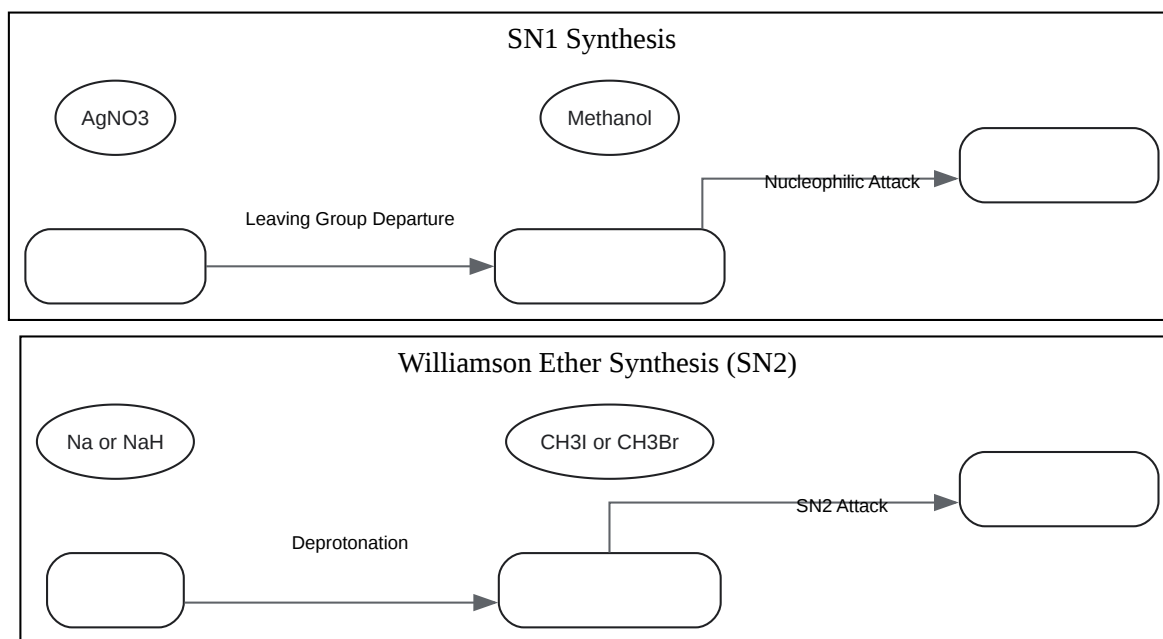 SN1 Synthesis
AgNO3
Methanol
Nucleophilic Attack
Leaving Group Departure
Williamson Ether Synthesis (SN2)
Na or NaH
CH3I or CH3Br
SN2 Attack
Deprotonation